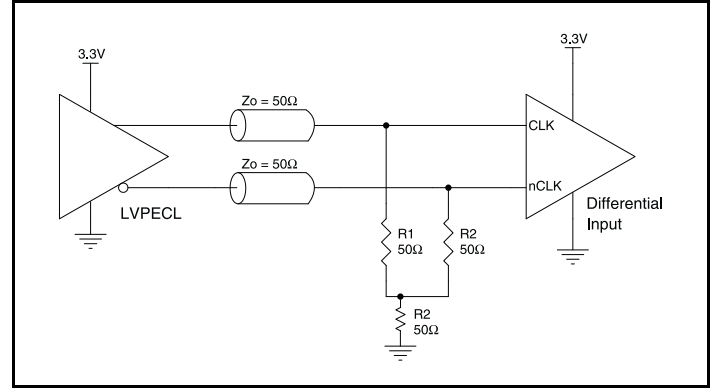 3.3V
3.3V
Zo = 50Ω
CLK
Zo = 50Ω
nCLK
LVPECL
Differential
Input
R1
50Ω
R2
50Ω
R2
50Ω